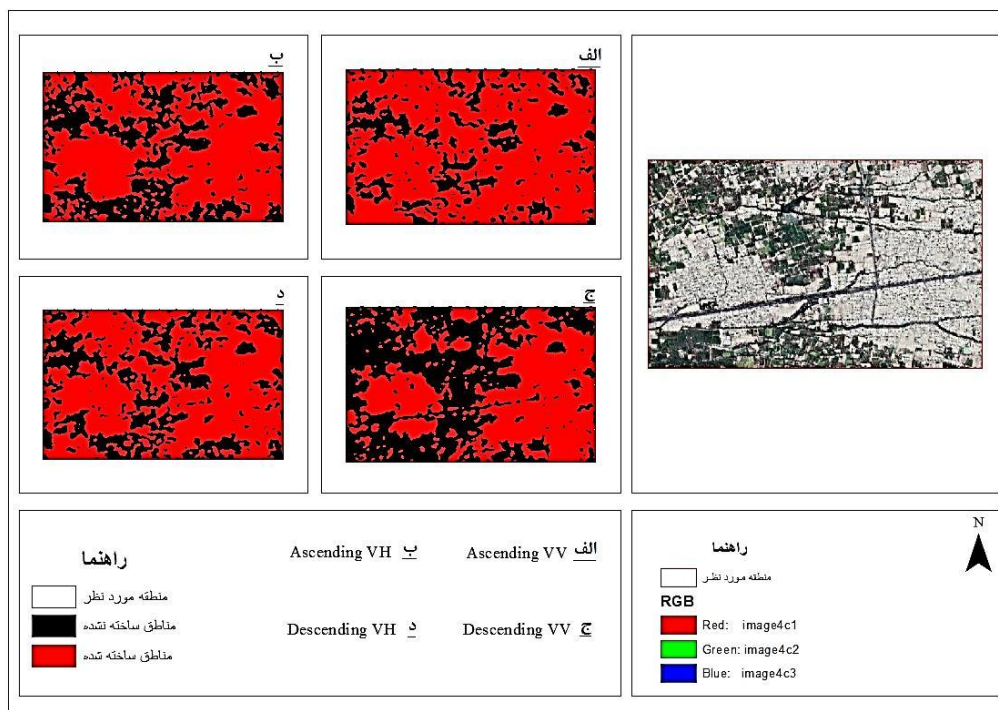 الف
ب
ج
د
راهنما
منطقه مورد نظر
مناطق ساخته نشده
مناطق ساخته شده
Ascending VV الف
Ascending VH ب
Descending VV ج
Descending VH د
N
راهنما
منطقه مورد نظر
RGB
Red: image4c1
Green: image4c2
Blue: image4c3